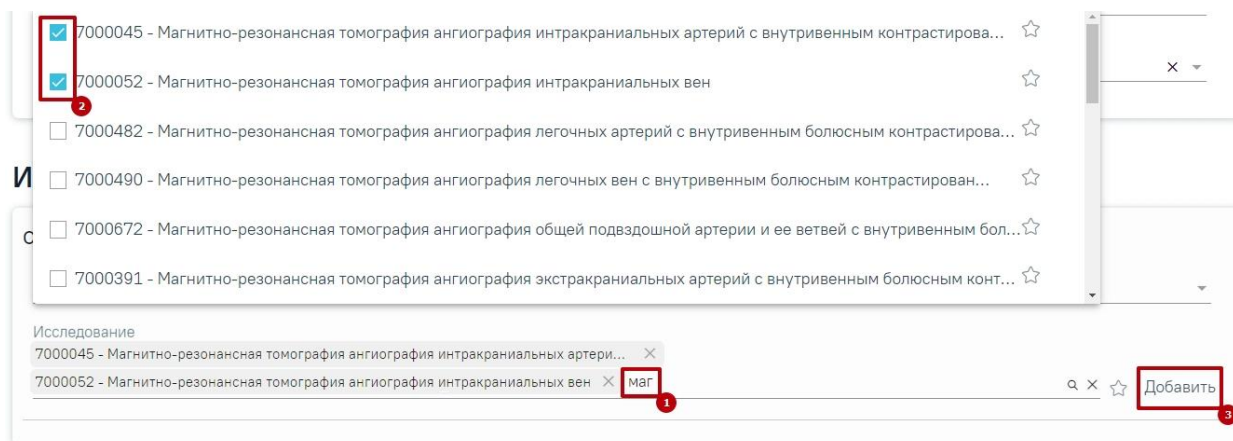 7000045 - Магнитно-резонансная томография ангиография интракраниальных артерий с внутривенным контрастирова...
7000052 - Магнитно-резонансная томография ангиография интракраниальных вен
2
7000482 - Магнитно-резонансная томография ангиография легочных артерий с внутривенным болюсным контрастирова...
И
7000490 - Магнитно-резонансная томография ангиография легочных вен с внутривенным болюсным контрастирован...
7000672 - Магнитно-резонансная томография ангиография общей подвздошной артерии и ее ветвей с внутривенным бол...
7000391 - Магнитно-резонансная томография ангиография экстракраниальных артерий с внутривенным болюсным конт...
Исследование
7000045 - Магнитно-резонансная томография ангиография интракраниальных артери...
7000052 - Магнитно-резонансная томография ангиография интракраниальных вен маг Добавить
1 3